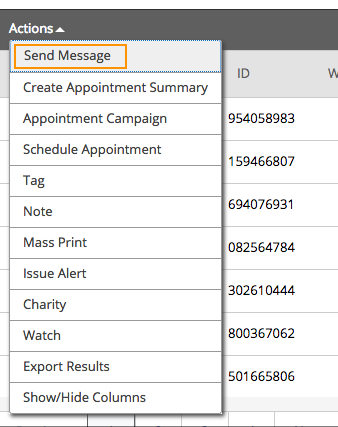 Actions
Send Message
ID W
Create Appointment Summary
Appointment Campaign
954058983
Schedule Appointment
159466807
Tag
Note
694076931
Mass Print
082564784
Issue Alert
302610444
Charity
Watch
800367062
Export Results
501665806
Show/Hide Columns